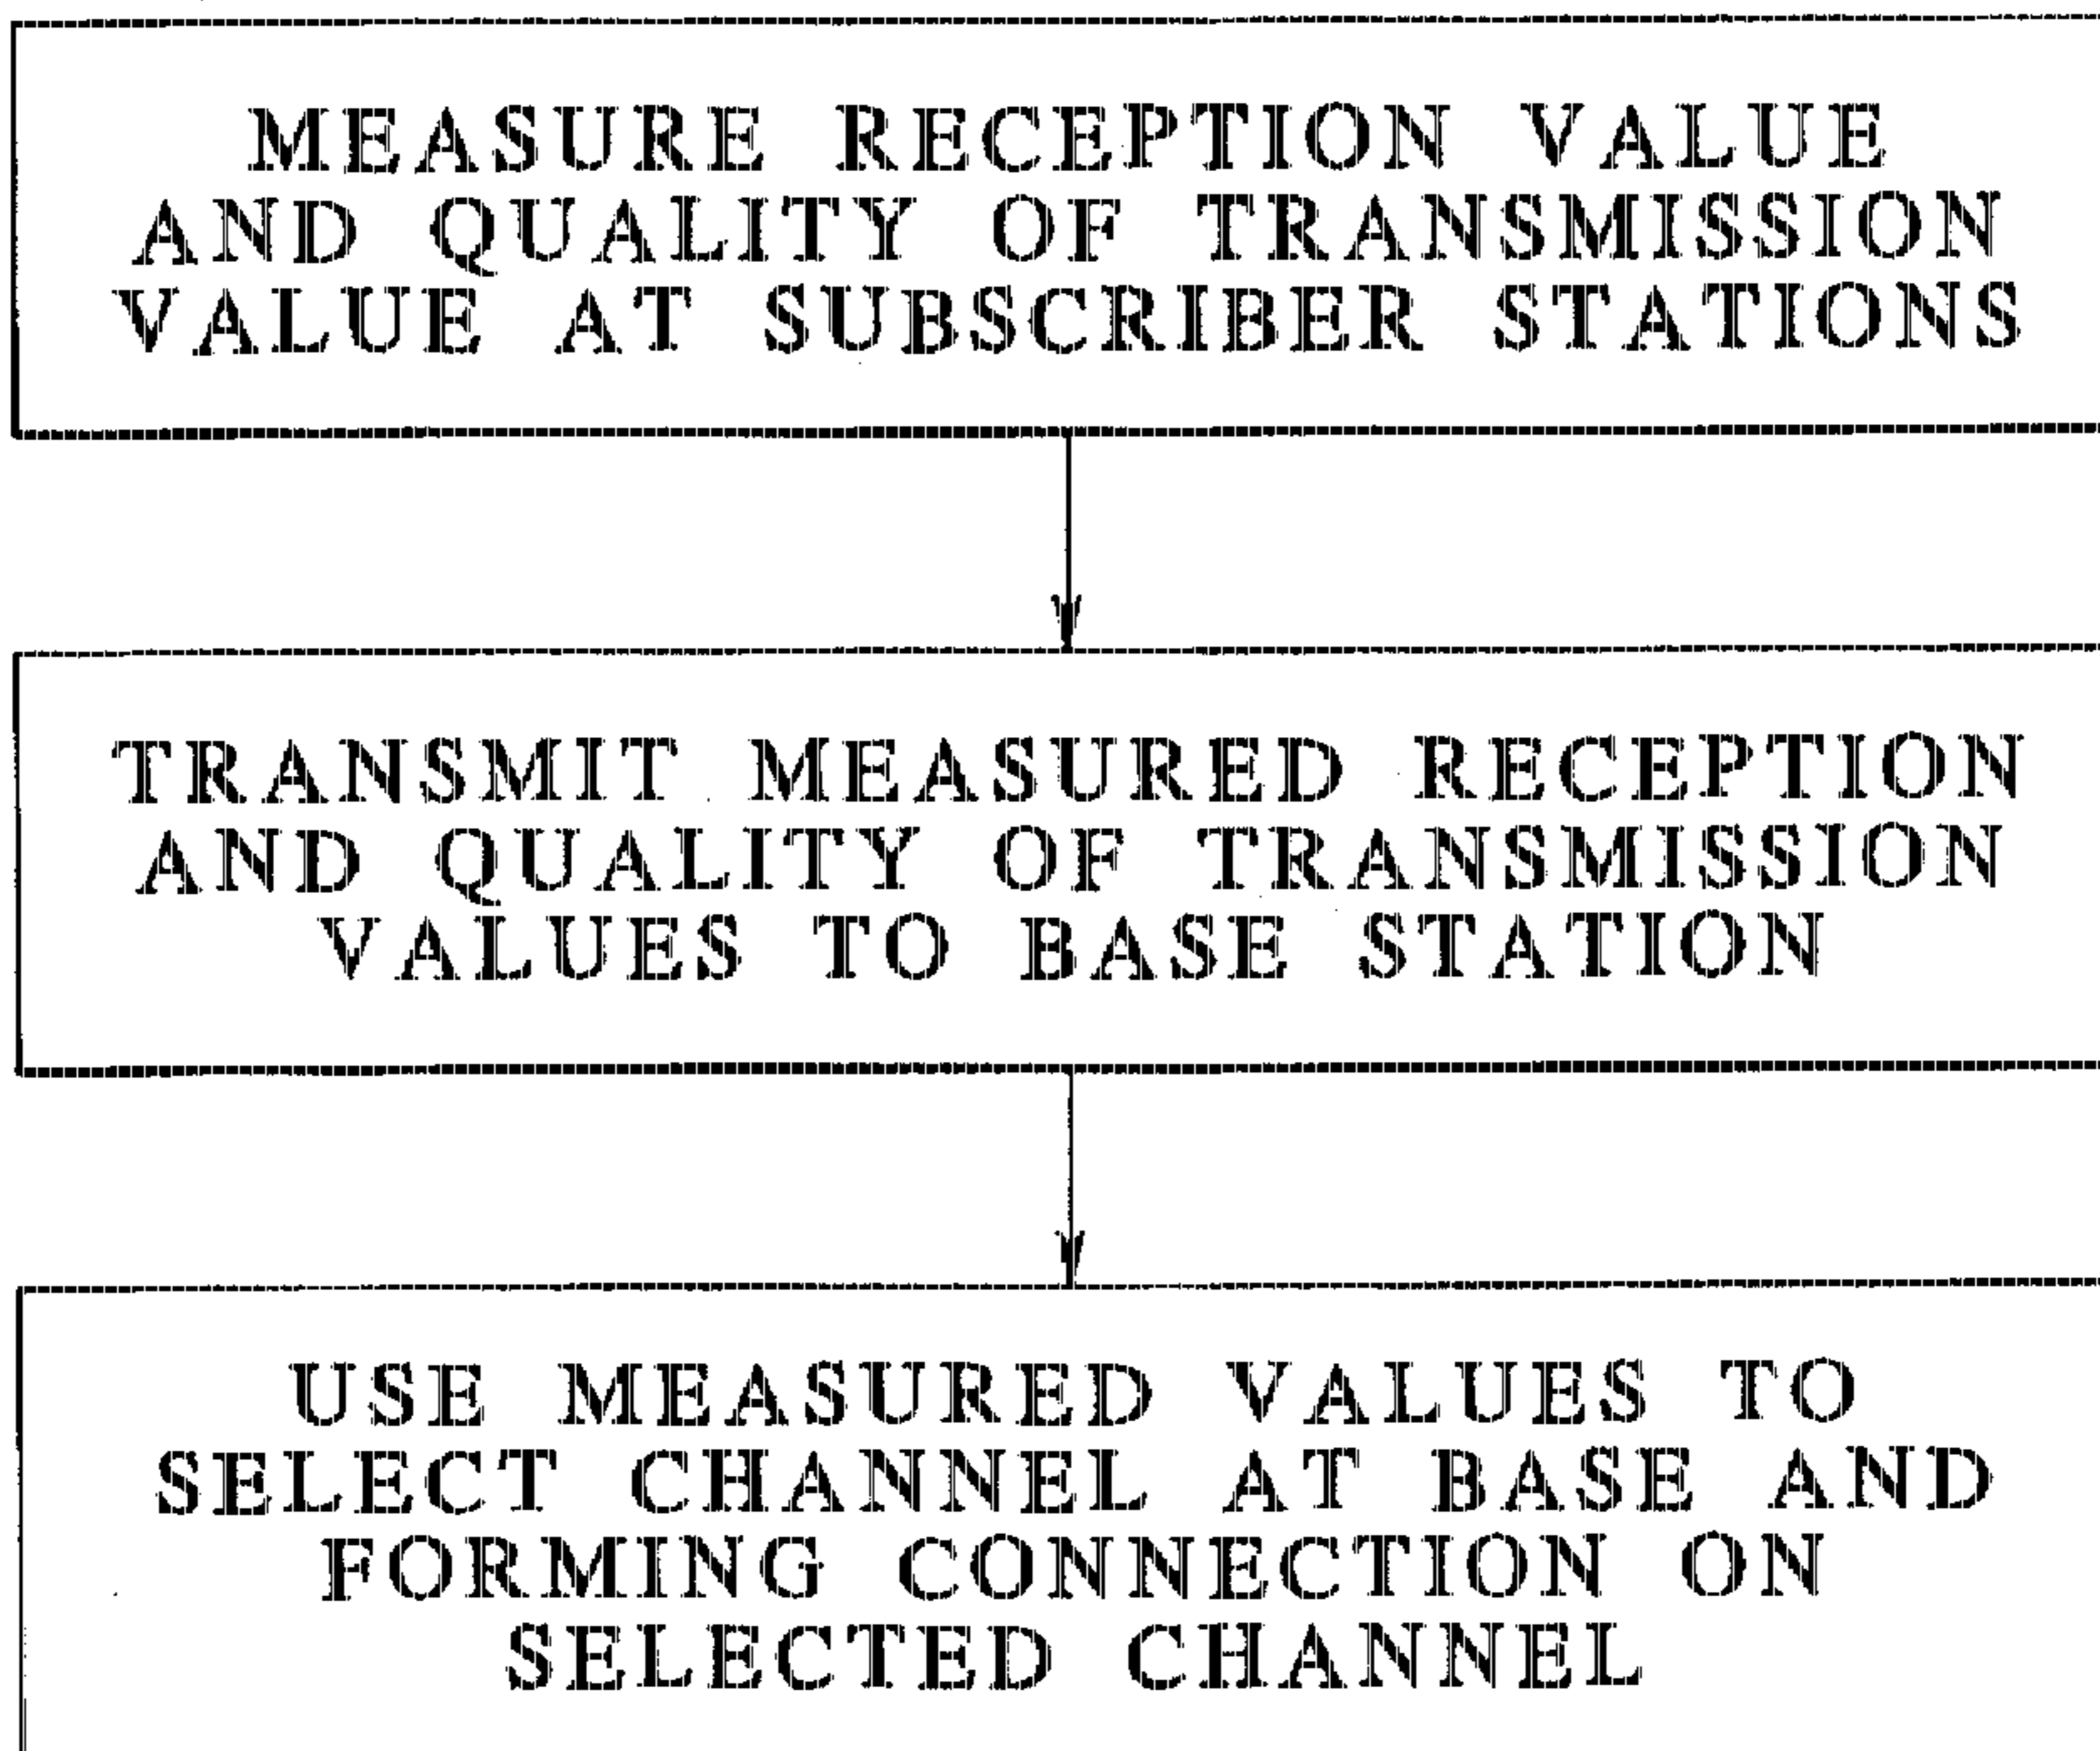 MEASURE RECEPTION VALUE
AND QUALITY OF TRANSMISSION
VALUE AT SUBSCRIBER STATIONS
TRANSMIT MEASURED RECEPTION
AND QUALITY OF TRANSMISSION
VALUES TO BASE STATION
USE MEASURED VALUES TO
SELECT CHANNEL AT BASE AND
FORMING CONNECTION ON
SELECTED CHANNEL